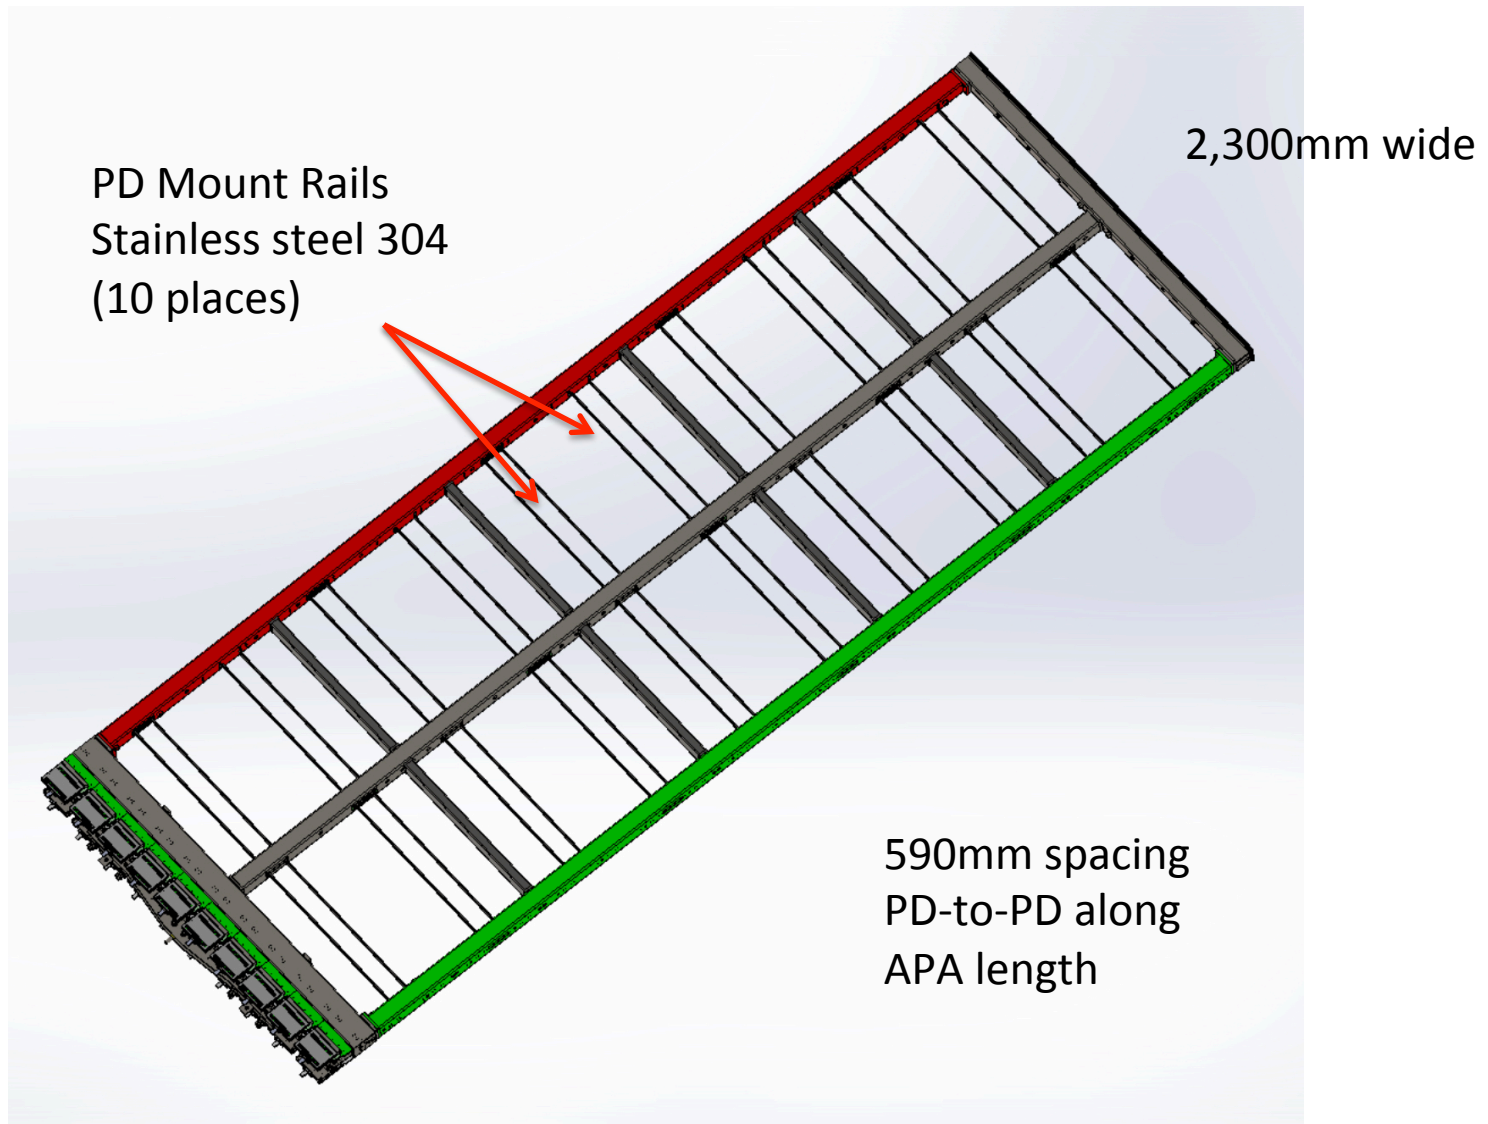 2,300mm wide
PD Mount Rails
Stainless steel 304
(10 places)
590mm spacing
PD-to-PD along
APA length